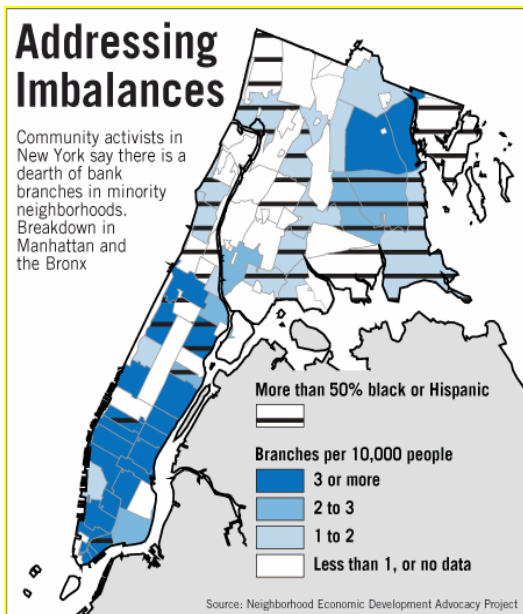 Addressing
Imbalances
Community activists in
New York say there is a
dearth of bank
branches in minority
neighborhoods.
Breakdown in
Manhattan and
the Bronx
More than 50% black or Hispanic
Branches per 10,000 people
3 or more
2 to 3
1 to 2
Less than 1, or no data
Source: Neighborhood Economic Development Advocacy Project